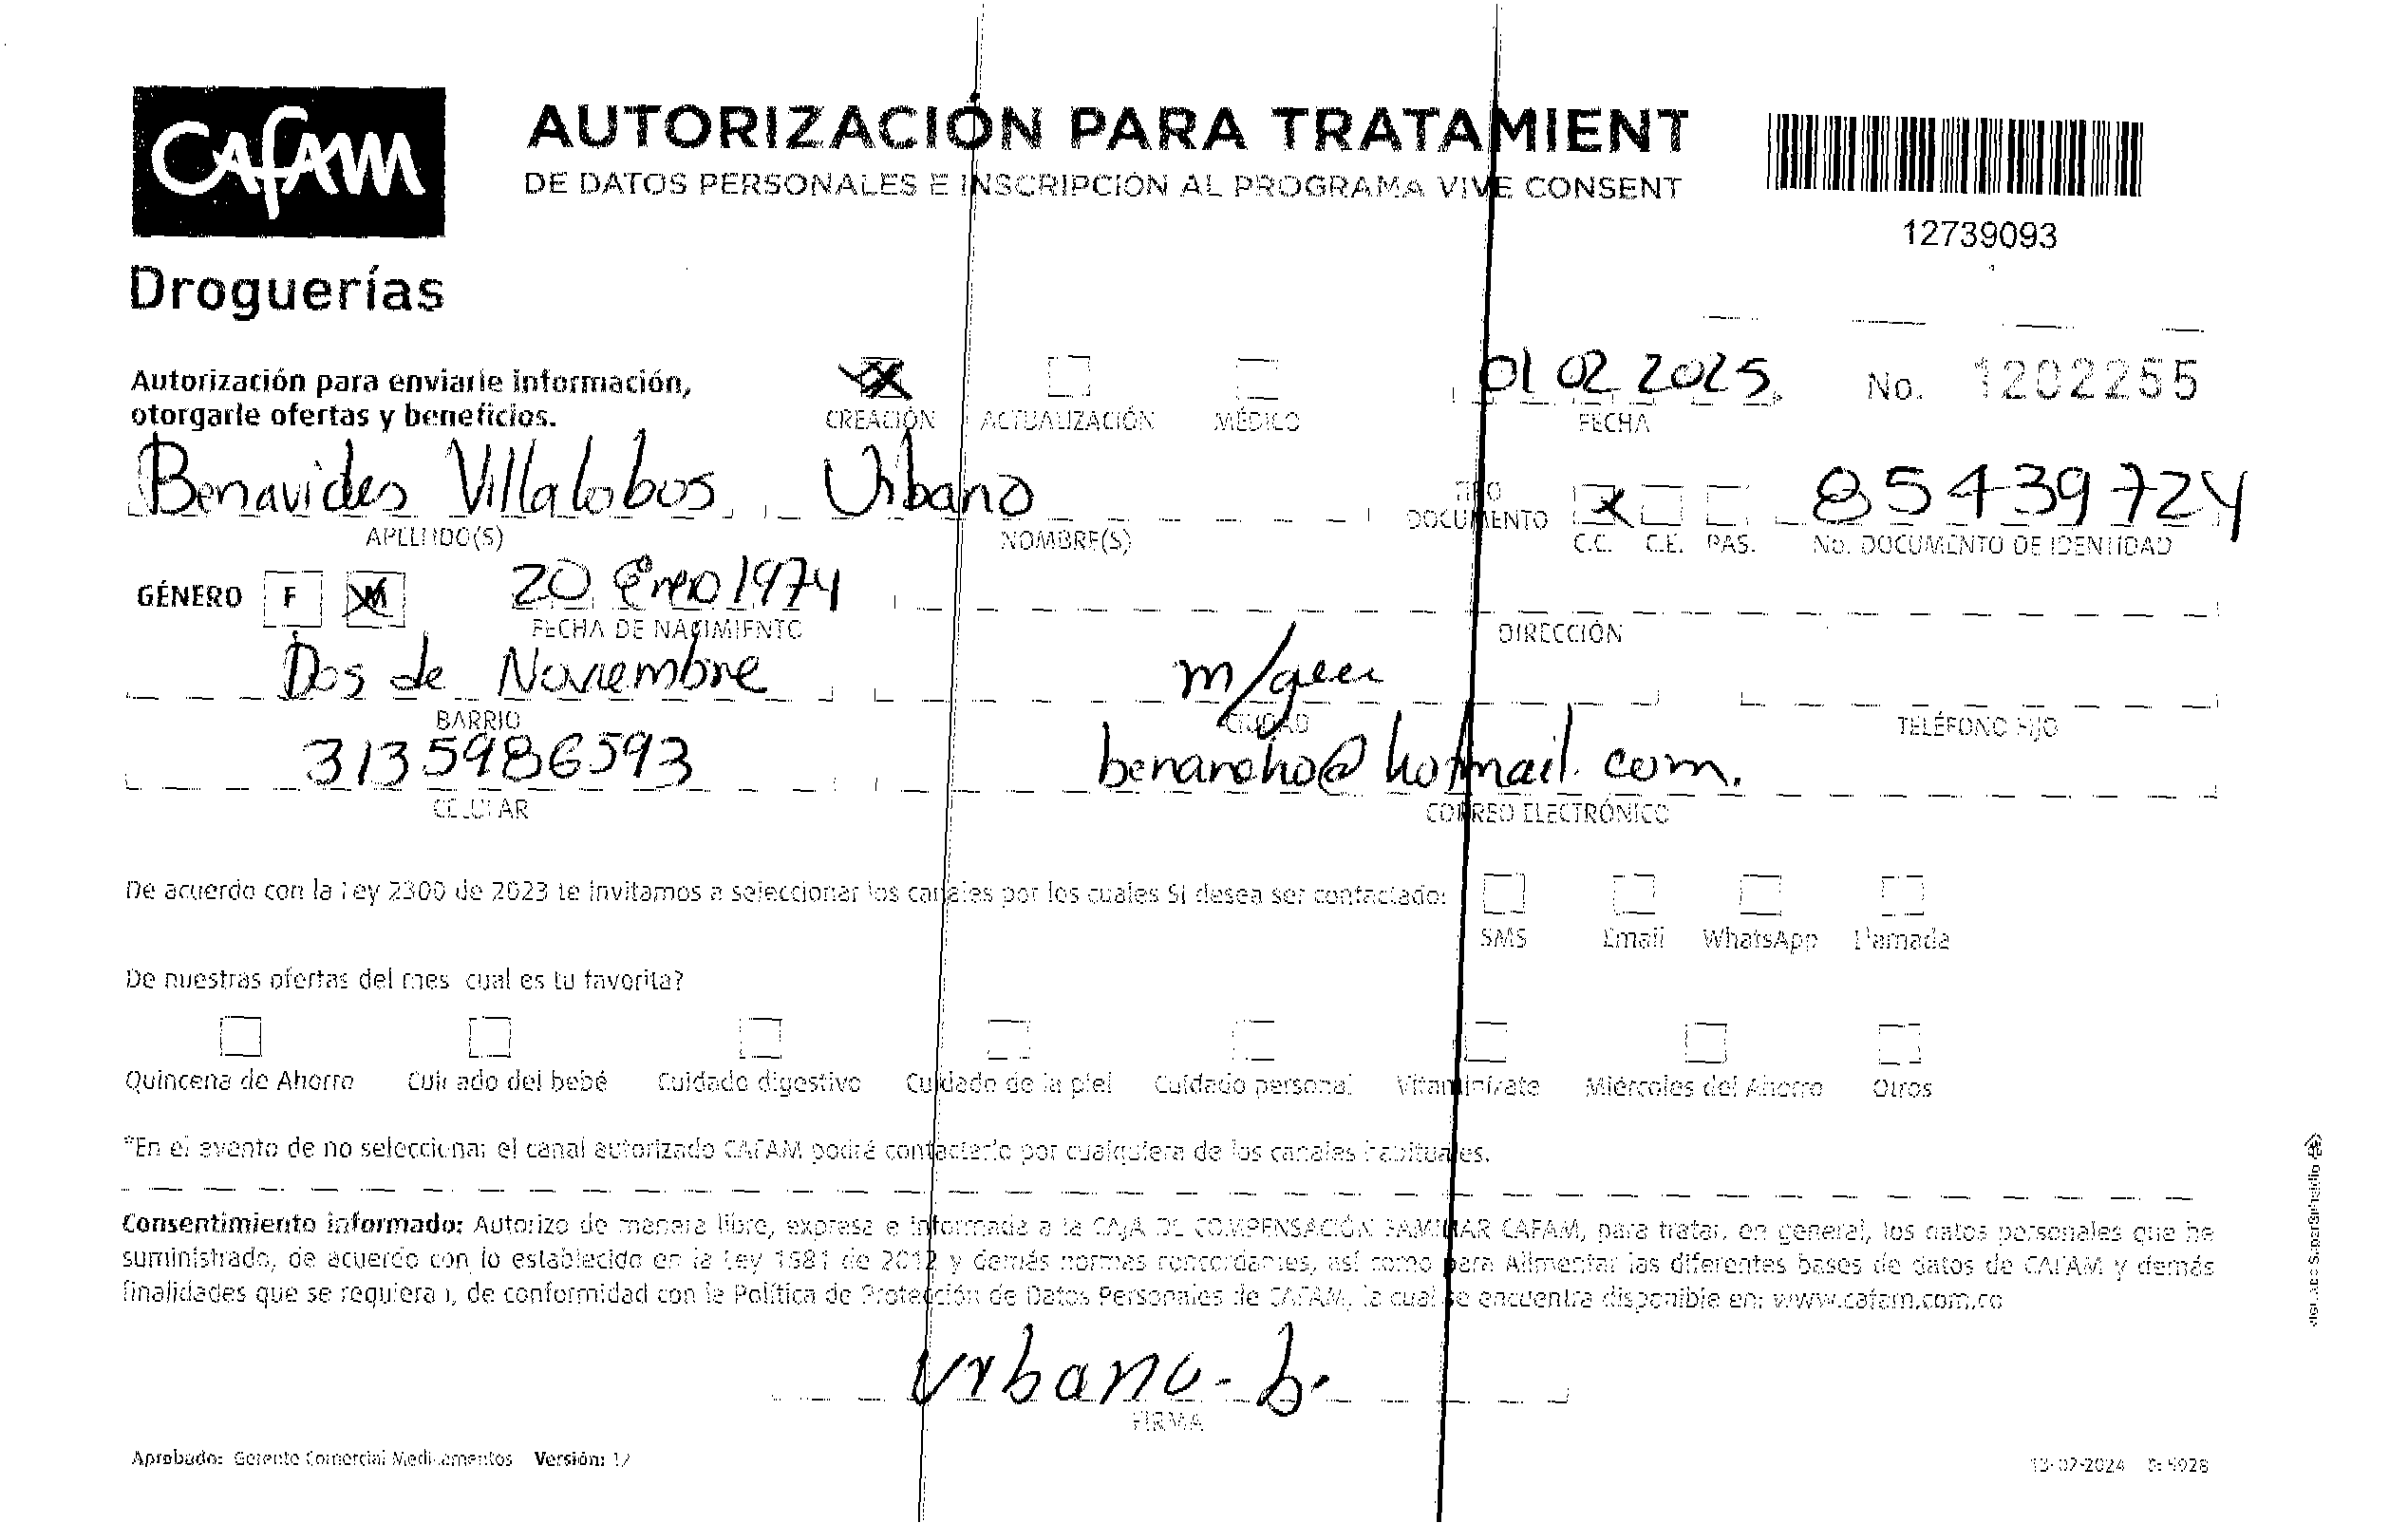 CAFAM
Droguerías
AUTORIZACIÓN PARA TRATAMIENT
DE DATOS PERSONALES E INSCRIPCIÓN AL PROGRAMA VIVE CONSENT
12739093
Autorización para enviarle información,
otorgarle ofertas y beneficios.
CREACIÓN ACTUALIZACIÓN MÉDICO
01 02 2025
FECHA
No. 1202255
Benavides Villalobos Urbano
APELLIDO(S) NOMBRE(S)
TIPO DOCUMENTO C.C. C.E. PAS.
85439724
No. DOCUMENTO DE IDENTIDAD
GÉNERO F M
20 Enero 1974
FECHA DE NACIMIENTO DIRECCIÓN
Dos de Noviembre
BARRIO CIUDAD TELÉFONO FIJO
3135986593 @hotmail.com.
CELULAR CORREO ELECTRÓNICO
De acuerdo con la Ley 2300 de 2023 te invitamos a seleccionar los canales por los cuales SI desea ser contactado:
SMS Email WhatsApp Llamada
De nuestras ofertas del mes cual es tu favorita?
Quincena de Ahorro Cuidado del bebé Cuidado digestivo Cuidado de la piel Cuidado personal Vitamínízate Miércoles del Ahorro Otros
*En el evento de no seleccionar el canal autorizado CAFAM podrá contactarlo por cualquiera de los canales habituales.
Consentimiento informado: Autorizo de manera libre, expresa e informada a la CAJA DE COMPENSACIÓN FAMILIAR CAFAM, para tratar, en general, los datos personales que he
suministrado, de acuerdo con lo establecido en la Ley 1581 de 2012 y demás normas concordantes, así como para Alimentar las diferentes bases de datos de CAFAM y demás
finalidades que se requieran, de conformidad con la Política de Protección de Datos Personales de CAFAM, la cual se encuentra disponible en: www.cafam.com.co
Urbano - b.
FIRMA
Aprobado: Gerente Comercial Medicamentos Versión: 12
13-02-2024